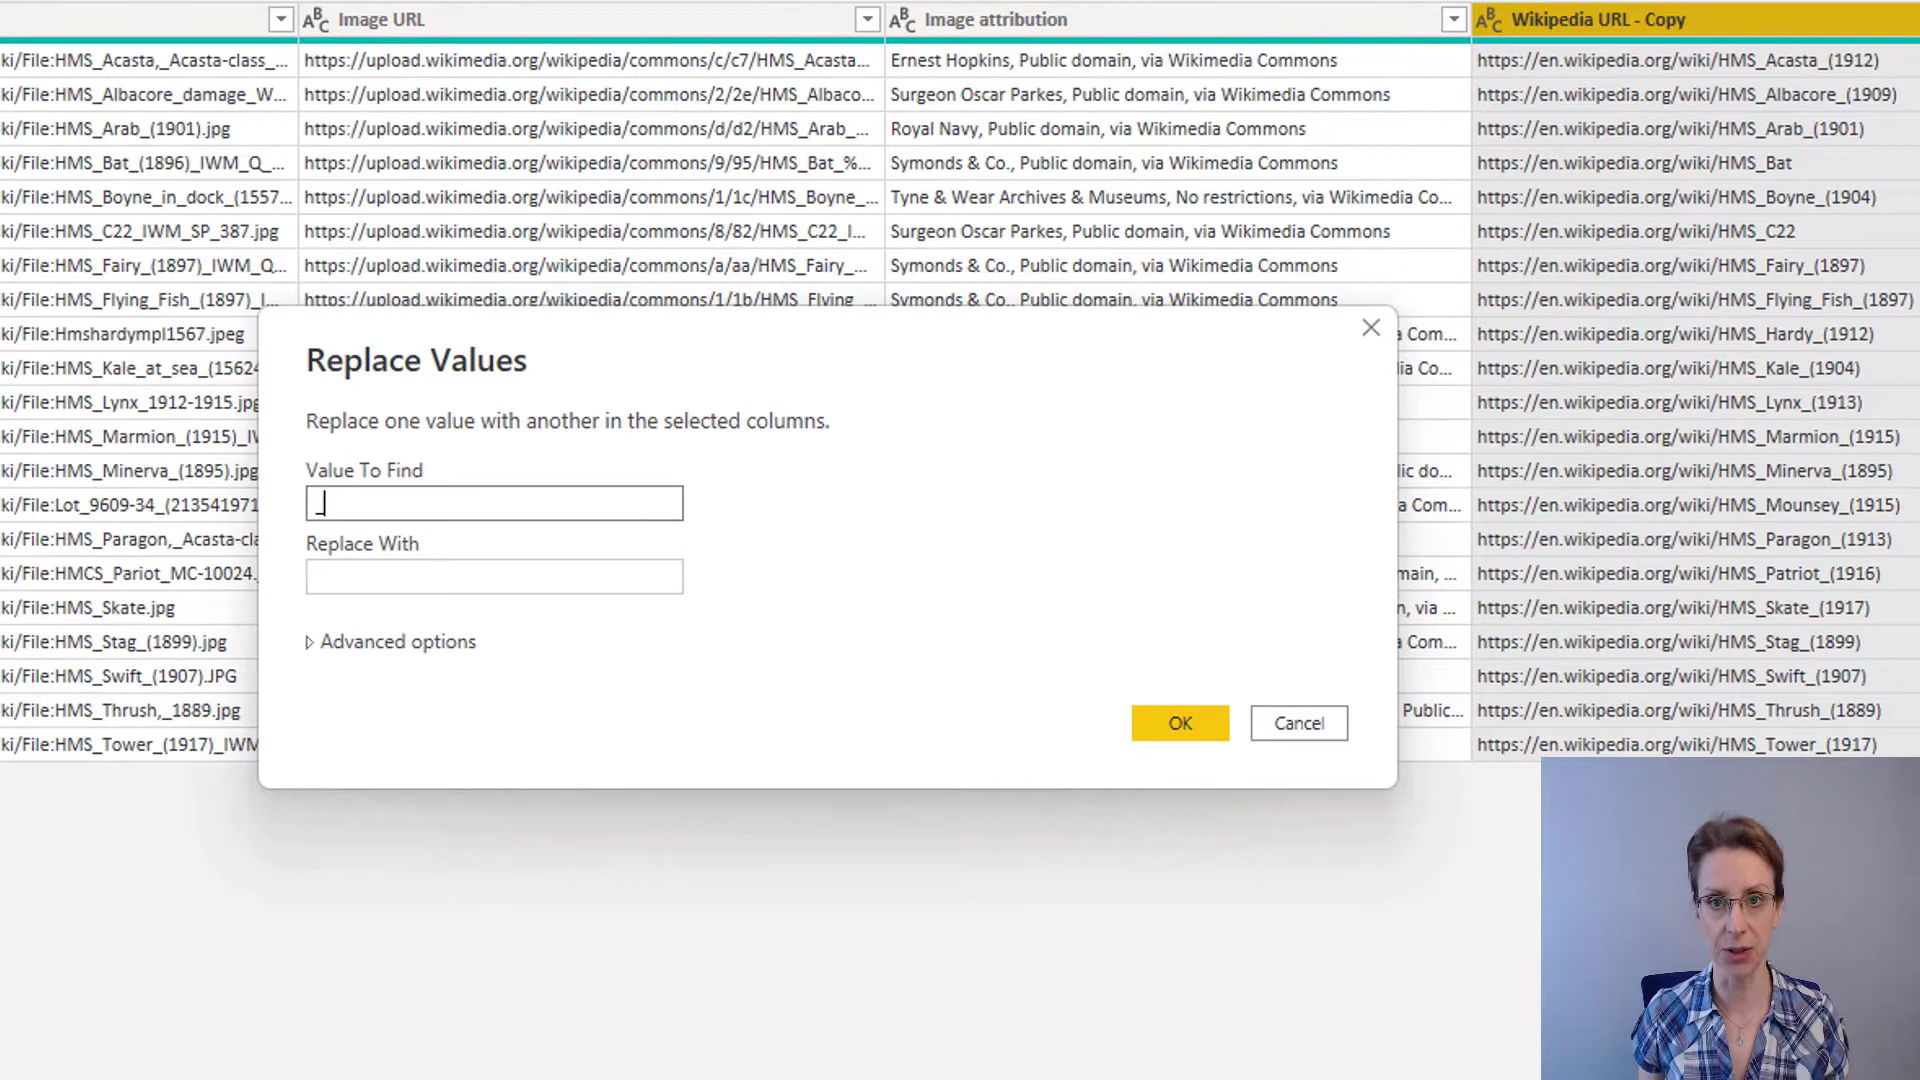 Image URL Image attribution Wikipedia URL - Copy
ki/File:HMS_Acasta,_Acasta-class_... https://upload.wikimedia.org/wikipedia/commons/c/c7/HMS_Acasta... Ernest Hopkins, Public domain, via Wikimedia Commons https://en.wikipedia.org/wiki/HMS_Acasta_(1912)
ki/File:HMS_Albacore_damage_W... https://upload.wikimedia.org/wikipedia/commons/2/2e/HMS_Albaco... Surgeon Oscar Parkes, Public domain, via Wikimedia Commons https://en.wikipedia.org/wiki/HMS_Albacore_(1909)
ki/File:HMS_Arab_(1901).jpg https://upload.wikimedia.org/wikipedia/commons/d/d2/HMS_Arab_... Royal Navy, Public domain, via Wikimedia Commons https://en.wikipedia.org/wiki/HMS_Arab_(1901)
ki/File:HMS_Bat_(1896)_IWM_Q_... https://upload.wikimedia.org/wikipedia/commons/9/95/HMS_Bat_%... Symonds & Co., Public domain, via Wikimedia Commons https://en.wikipedia.org/wiki/HMS_Bat
ki/File:HMS_Boyne_in_dock_(1557... https://upload.wikimedia.org/wikipedia/commons/1/1c/HMS_Boyne_... Tyne & Wear Archives & Museums, No restrictions, via Wikimedia Co... https://en.wikipedia.org/wiki/HMS_Boyne_(1904)
ki/File:HMS_C22_IWM_SP_387.jpg https://upload.wikimedia.org/wikipedia/commons/8/82/HMS_C22_I... Surgeon Oscar Parkes, Public domain, via Wikimedia Commons https://en.wikipedia.org/wiki/HMS_C22
ki/File:HMS_Fairy_(1897)_IWM_Q... https://upload.wikimedia.org/wikipedia/commons/a/aa/HMS_Fairy_... Symonds & Co., Public domain, via Wikimedia Commons https://en.wikipedia.org/wiki/HMS_Fairy_(1897)
ki/File:HMS_Flying_Fish_(1897)_I... https://upload.wikimedia.org/wikipedia/commons/1/1b/HMS_Flying_... Symonds & Co., Public domain, via Wikimedia Commons https://en.wikipedia.org/wiki/HMS_Flying_Fish_(1897)
ki/File:Hmshardympl1567.jpeg a Com... https://en.wikipedia.org/wiki/HMS_Hardy_(1912)
ki/File:HMS_Kale_at_sea_(15624 lia Co... https://en.wikipedia.org/wiki/HMS_Kale_(1904)
ki/File:HMS_Lynx_1912-1915.jpg https://en.wikipedia.org/wiki/HMS_Lynx_(1913)
ki/File:HMS_Marmion_(1915)_IW https://en.wikipedia.org/wiki/HMS_Marmion_(1915)
ki/File:HMS_Minerva_(1895).jpg lic do... https://en.wikipedia.org/wiki/HMS_Minerva_(1895)
ki/File:Lot_9609-34_(213541971 a Com... https://en.wikipedia.org/wiki/HMS_Mounsey_(1915)
ki/File:HMS_Paragon,_Acasta-cla https://en.wikipedia.org/wiki/HMS_Paragon_(1913)
ki/File:HMCS_Pariot_MC-10024. main, ... https://en.wikipedia.org/wiki/HMS_Patriot_(1916)
ki/File:HMS_Skate.jpg n, via ... https://en.wikipedia.org/wiki/HMS_Skate_(1917)
ki/File:HMS_Stag_(1899).jpg a Com... https://en.wikipedia.org/wiki/HMS_Stag_(1899)
ki/File:HMS_Swift_(1907).JPG https://en.wikipedia.org/wiki/HMS_Swift_(1907)
ki/File:HMS_Thrush,_1889.jpg Public... https://en.wikipedia.org/wiki/HMS_Thrush_(1889)
ki/File:HMS_Tower_(1917)_IWM https://en.wikipedia.org/wiki/HMS_Tower_(1917)
Replace Values
Replace one value with another in the selected columns.
Value To Find
_
Replace With
Advanced options
OK Cancel